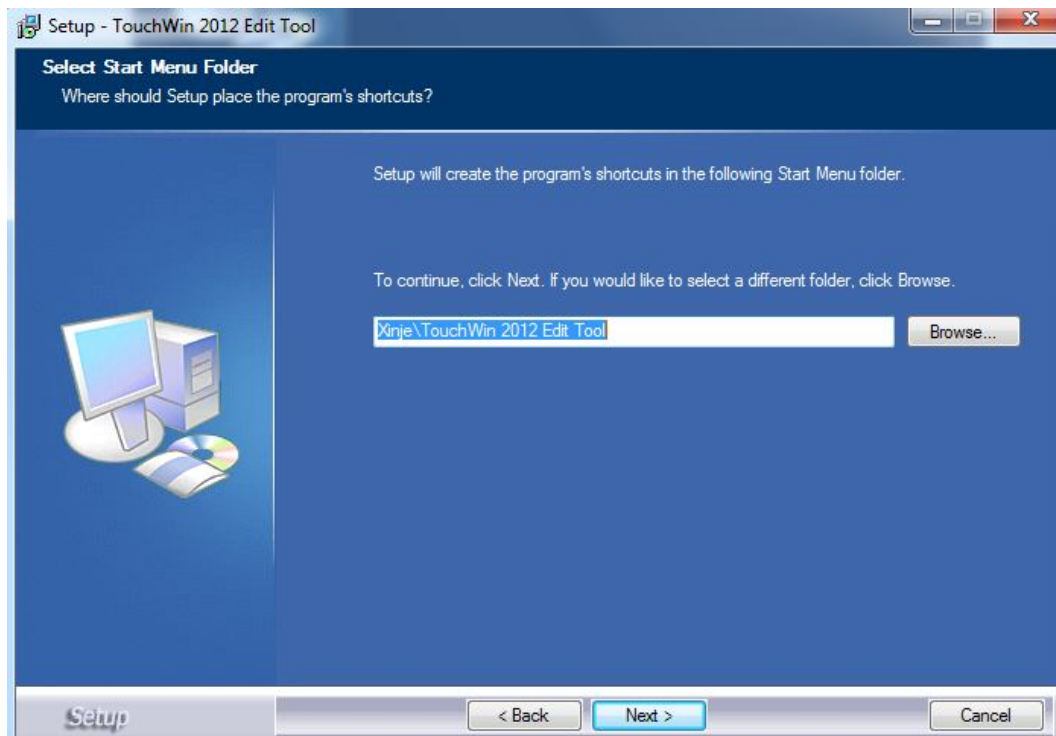 Setup - TouchWin 2012 Edit Tool
Select Start Menu Folder
Where should Setup place the program's shortcuts?
Setup will create the program's shortcuts in the following Start Menu folder.
To continue, click Next. If you would like to select a different folder, click Browse.
Xinje\TouchWin 2012 Edit Tool
Browse...
Setup
< Back
Next >
Cancel